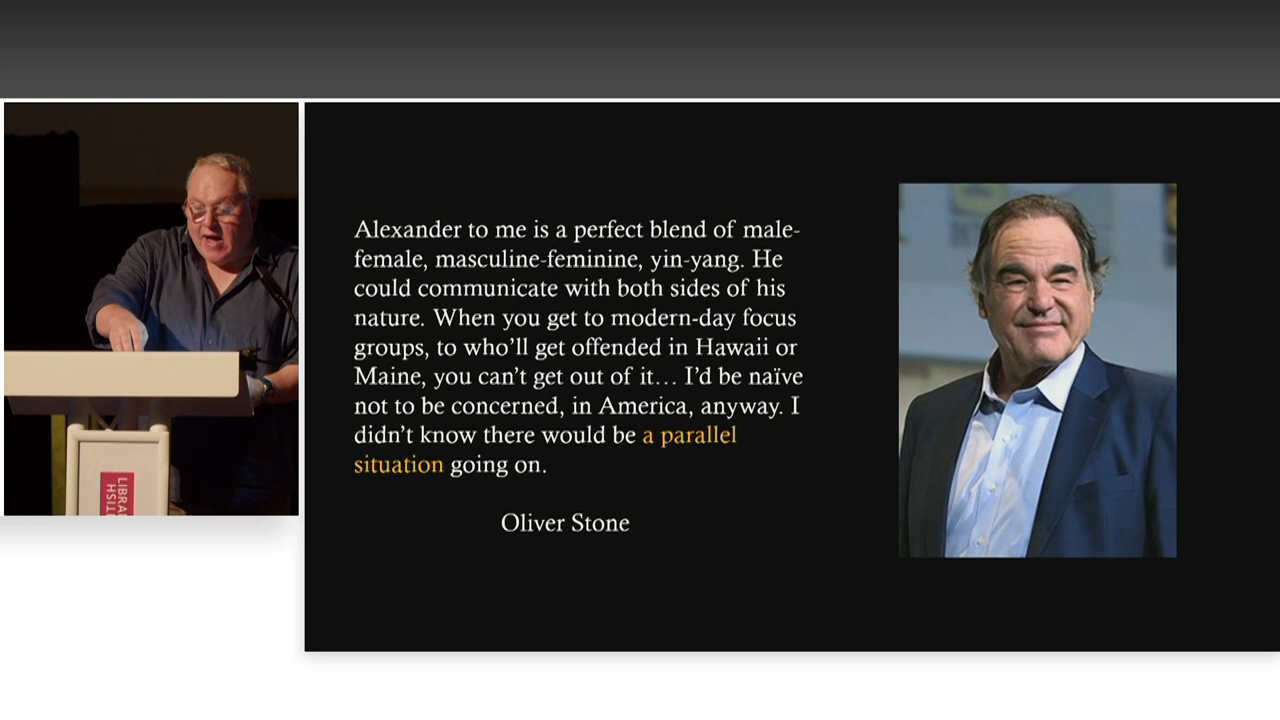 Alexander to me is a perfect blend of male-
female, masculine-feminine, yin-yang. He
could communicate with both sides of his
nature. When you get to modern-day focus
groups, to who’ll get offended in Hawaii or
Maine, you can’t get out of it… I’d be naïve
not to be concerned, in America, anyway. I
didn’t know there would be a parallel
situation going on.
Oliver Stone
LIBRA
HSITI